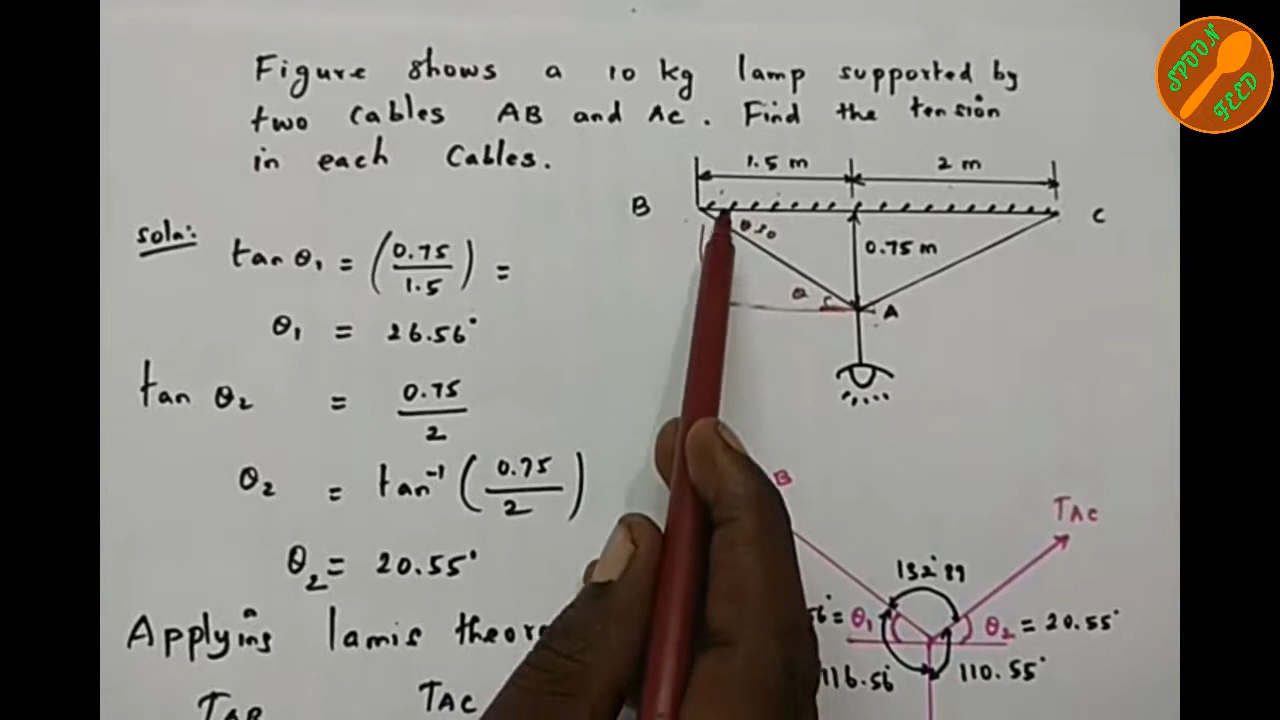 Figure shows a 10 kg lamp supported by
two cables AB and AC. Find the tension
in each Cables.
SPOON
FEED
1.5 m
2 m
B
C
0.75 m
θ
A
soln:
tan θ₁ = (0.75/1.5) =
θ₁ = 26.56°
tan θ₂ = 0.75/2
θ₂ = tan⁻¹ (0.75/2)
θ₂ = 20.55°
B
TAC
132°89
= θ₁
θ₂ = 20.55°
116.56°
110.55°
Applying lamis
TAB
TAC